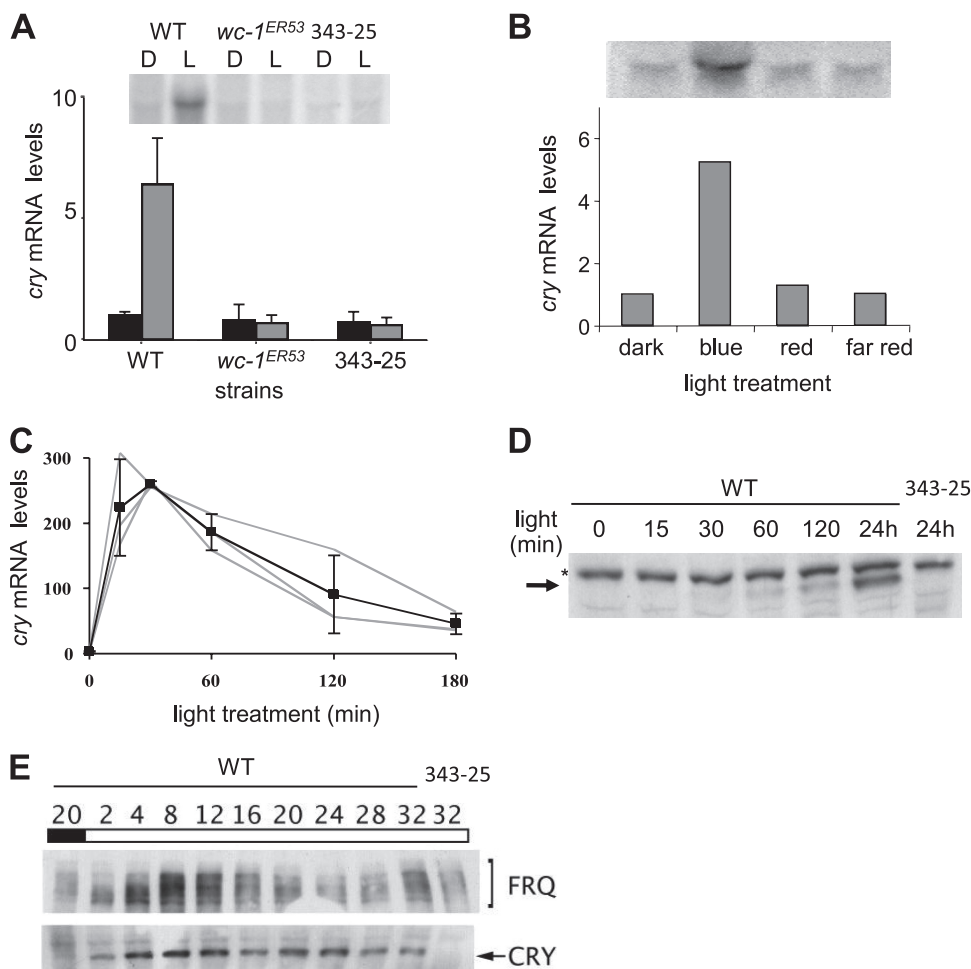 A
WT wc-1ER53 343-25
D L D L D L
10
5
0
cry mRNA levels
WT wc-1ER53 343-25
strains
B
6
4
2
0
cry mRNA levels
dark blue red far red
light treatment
C
300
200
100
0
cry mRNA levels
0 60 120 180
light treatment (min)
D
WT 343-25
light (min) 0 15 30 60 120 24h 24h
*
E
WT 343-25
20 2 4 8 12 16 20 24 28 32 32
FRQ
CRY